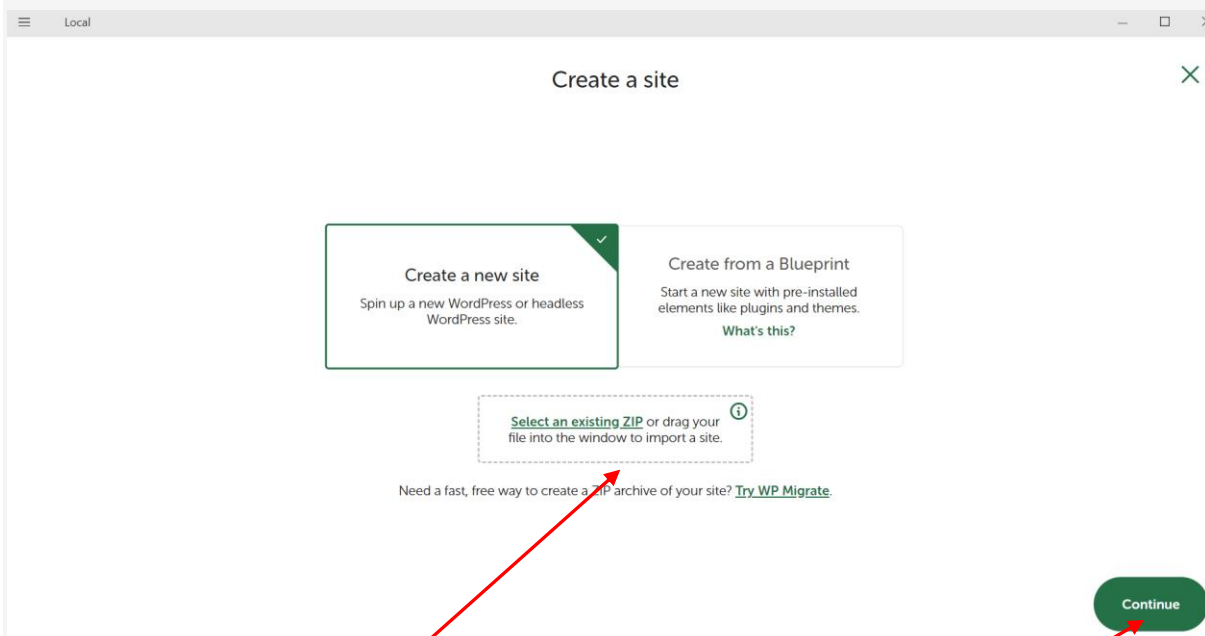 Local
Create a site
Create a new site
Spin up a new WordPress or headless
WordPress site.
Create from a Blueprint
Start a new site with pre-installed
elements like plugins and themes.
What's this?
Select an existing ZIP or drag your
file into the window to import a site.
Need a fast, free way to create a ZIP archive of your site? Try WP Migrate.
Continue